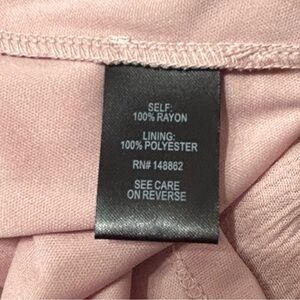 SELF:
100% RAYON
LINING:
100% POLYESTER
RN# 148862
SEE CARE
ON REVERSE